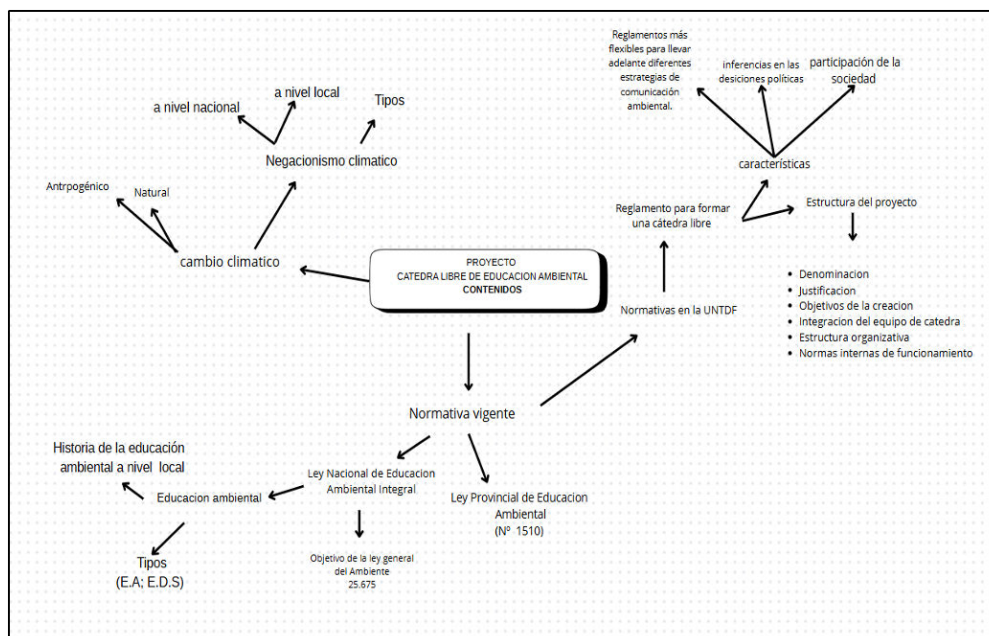 Reglamentos más
flexibles para llevar
adelante diferentes
estrategias de
comunicación
ambiental.
inferencias en las
desiciones políticas
participación de la
sociedad
a nivel nacional
a nivel local
Tipos
Negacionismo climatico
características
Antrpogénico
Natural
Reglamento para formar
una cátedra libre
Estructura del proyecto
cambio climatico
PROYECTO
CATEDRA LIBRE DE EDUCACION AMBIENTAL
CONTENIDOS
Normativas en la UNTDF
• Denominacion
• Justificacion
• Objetivos de la creacion
• Integracion del equipo de catedra
• Estructura organizativa
• Normas internas de funcionamiento
Normativa vigente
Historia de la educación
ambiental a nivel local
Ley Nacional de Educacion
Ambiental Integral
Educacion ambiental
Ley Provincial de Educacion
Ambiental
(Nº 1510)
Tipos
(E.A; E.D.S)
Objetivo de la ley general
del Ambiente
25.675